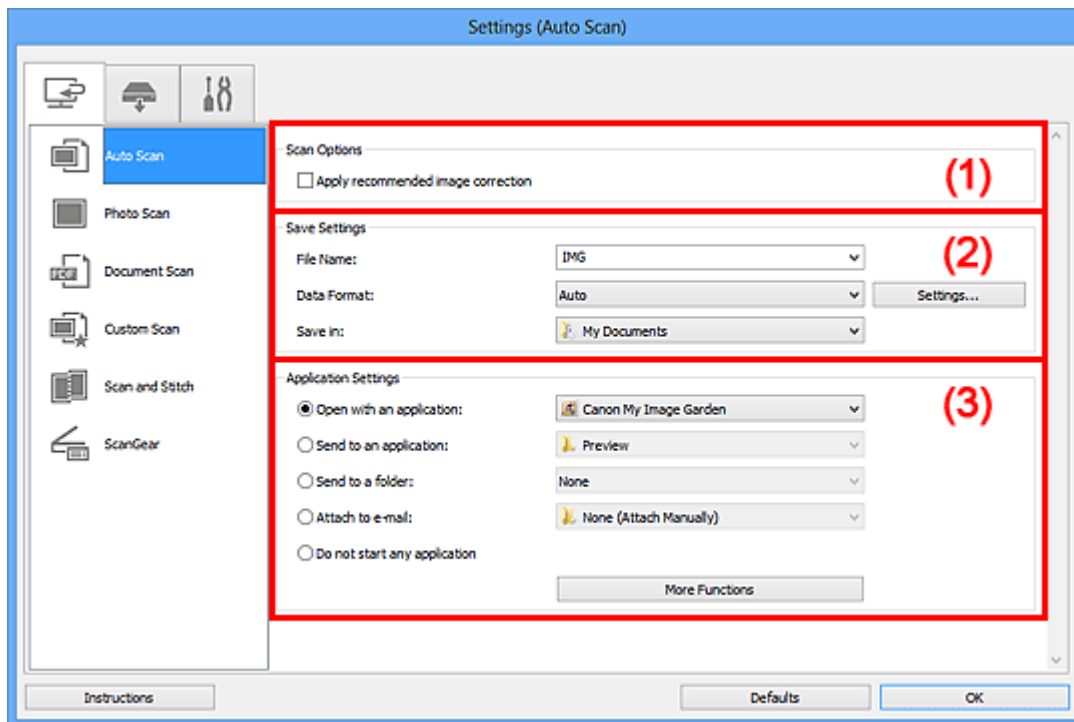 Settings (Auto Scan)
Auto Scan
Photo Scan
Document Scan
Custom Scan
Scan and Stitch
ScanGear
Scan Options
Apply recommended image correction
(1)
Save Settings
(2)
File Name: IMG
Data Format: Auto Settings...
Save in: My Documents
Application Settings
(3)
Open with an application: Canon My Image Garden
Send to an application: Preview
Send to a folder: None
Attach to e-mail: None (Attach Manually)
Do not start any application
More Functions
Instructions Defaults OK